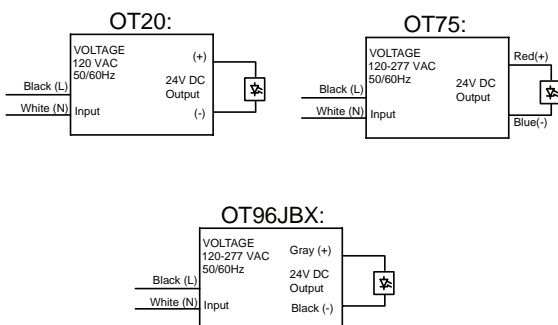 OT20:
VOLTAGE
120 VAC
50/60Hz
(+)
24V DC
Output
Black (L)
White (N)
Input
(-)
OT75:
VOLTAGE
120-277 VAC
50/60Hz
Red(+)
24V DC
Output
Black (L)
White (N)
Input
Blue(-)
OT96JBX:
VOLTAGE
120-277 VAC
50/60Hz
Gray (+)
24V DC
Output
Black (L)
White (N)
Input
Black (-)